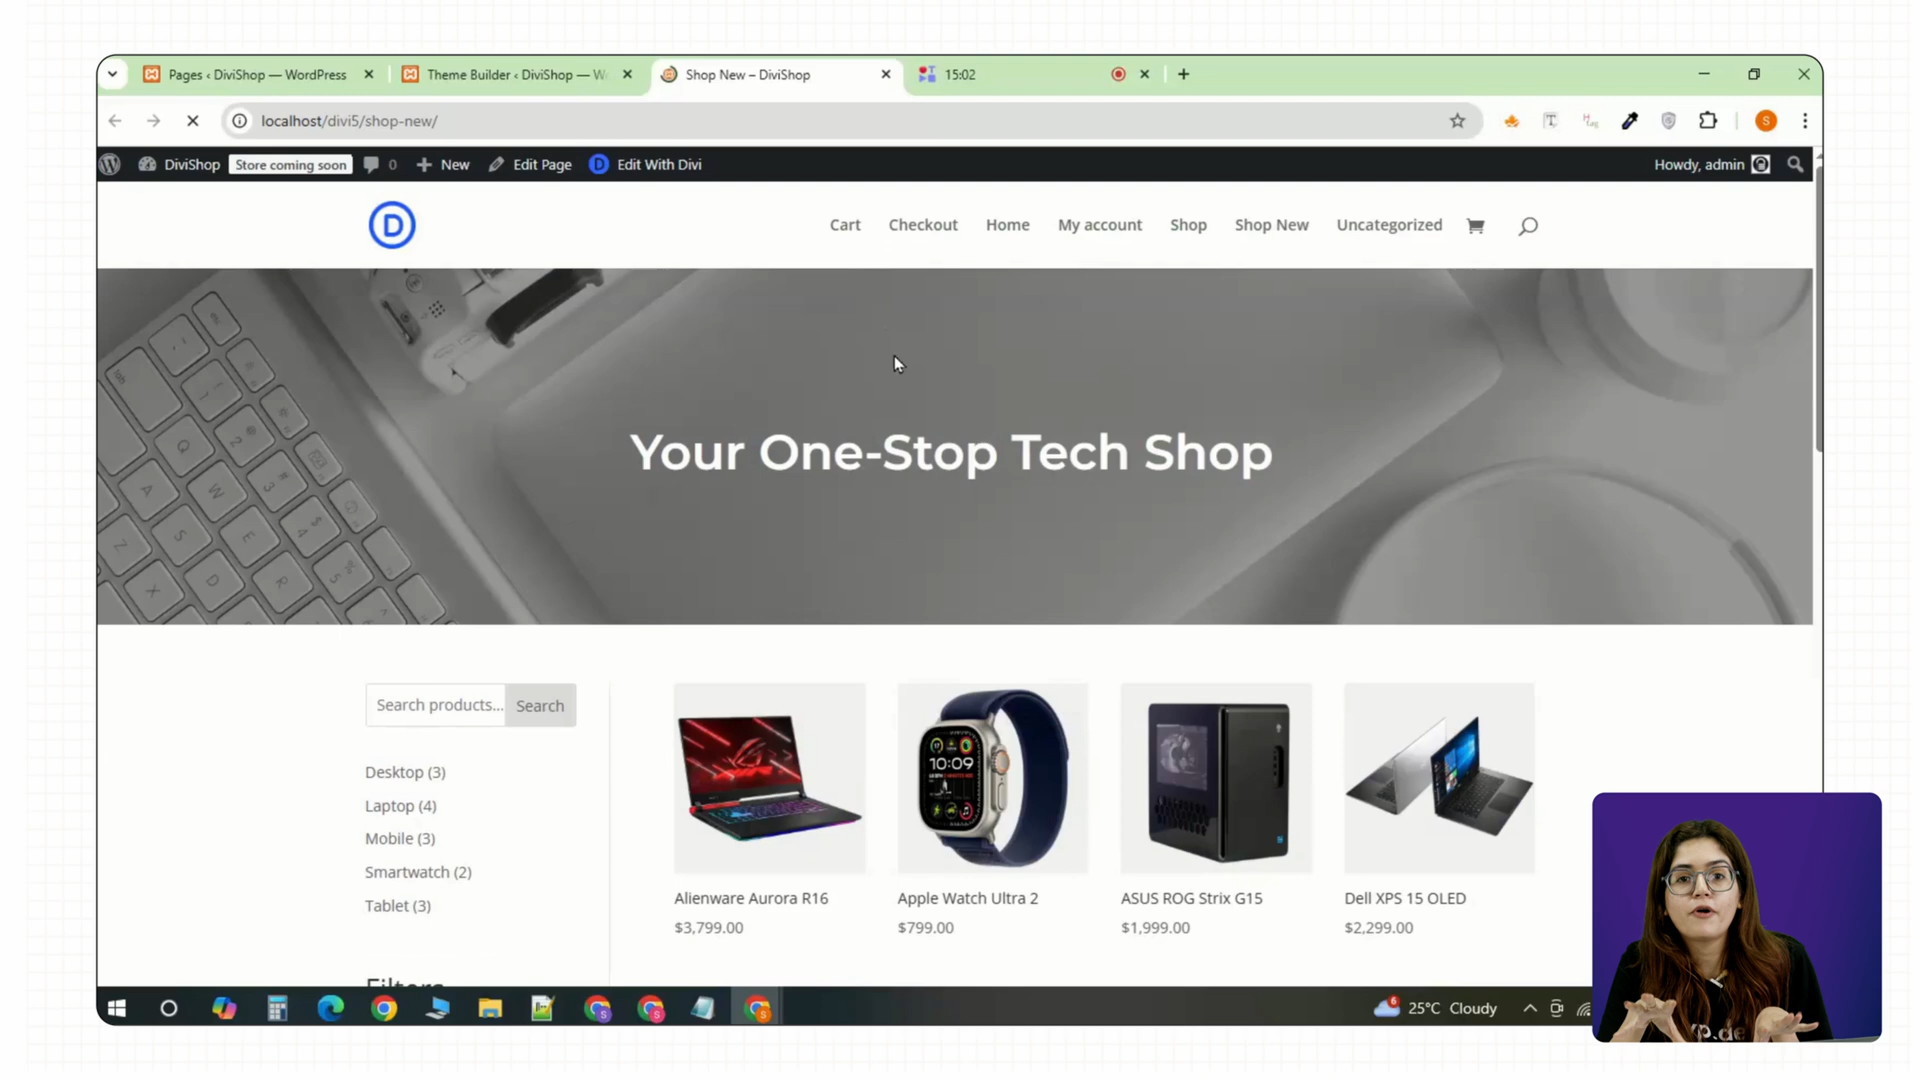 Pages ‹ DiviShop — WordPress
Theme Builder ‹ DiviShop — W
Shop New – DiviShop
15:02
localhost/divi5/shop-new/
S
DiviShop
Store coming soon
0
New
Edit Page
D
Edit With Divi
Howdy, admin
D
Cart
Checkout
Home
My account
Shop
Shop New
Uncategorized
Your One-Stop Tech Shop
Search products...
Search
Desktop (3)
Laptop (4)
Mobile (3)
Smartwatch (2)
Tablet (3)
Filters
10:09
Alienware Aurora R16
$3,799.00
Apple Watch Ultra 2
$799.00
ASUS ROG Strix G15
$1,999.00
Dell XPS 15 OLED
$2,299.00
6
25°C Cloudy